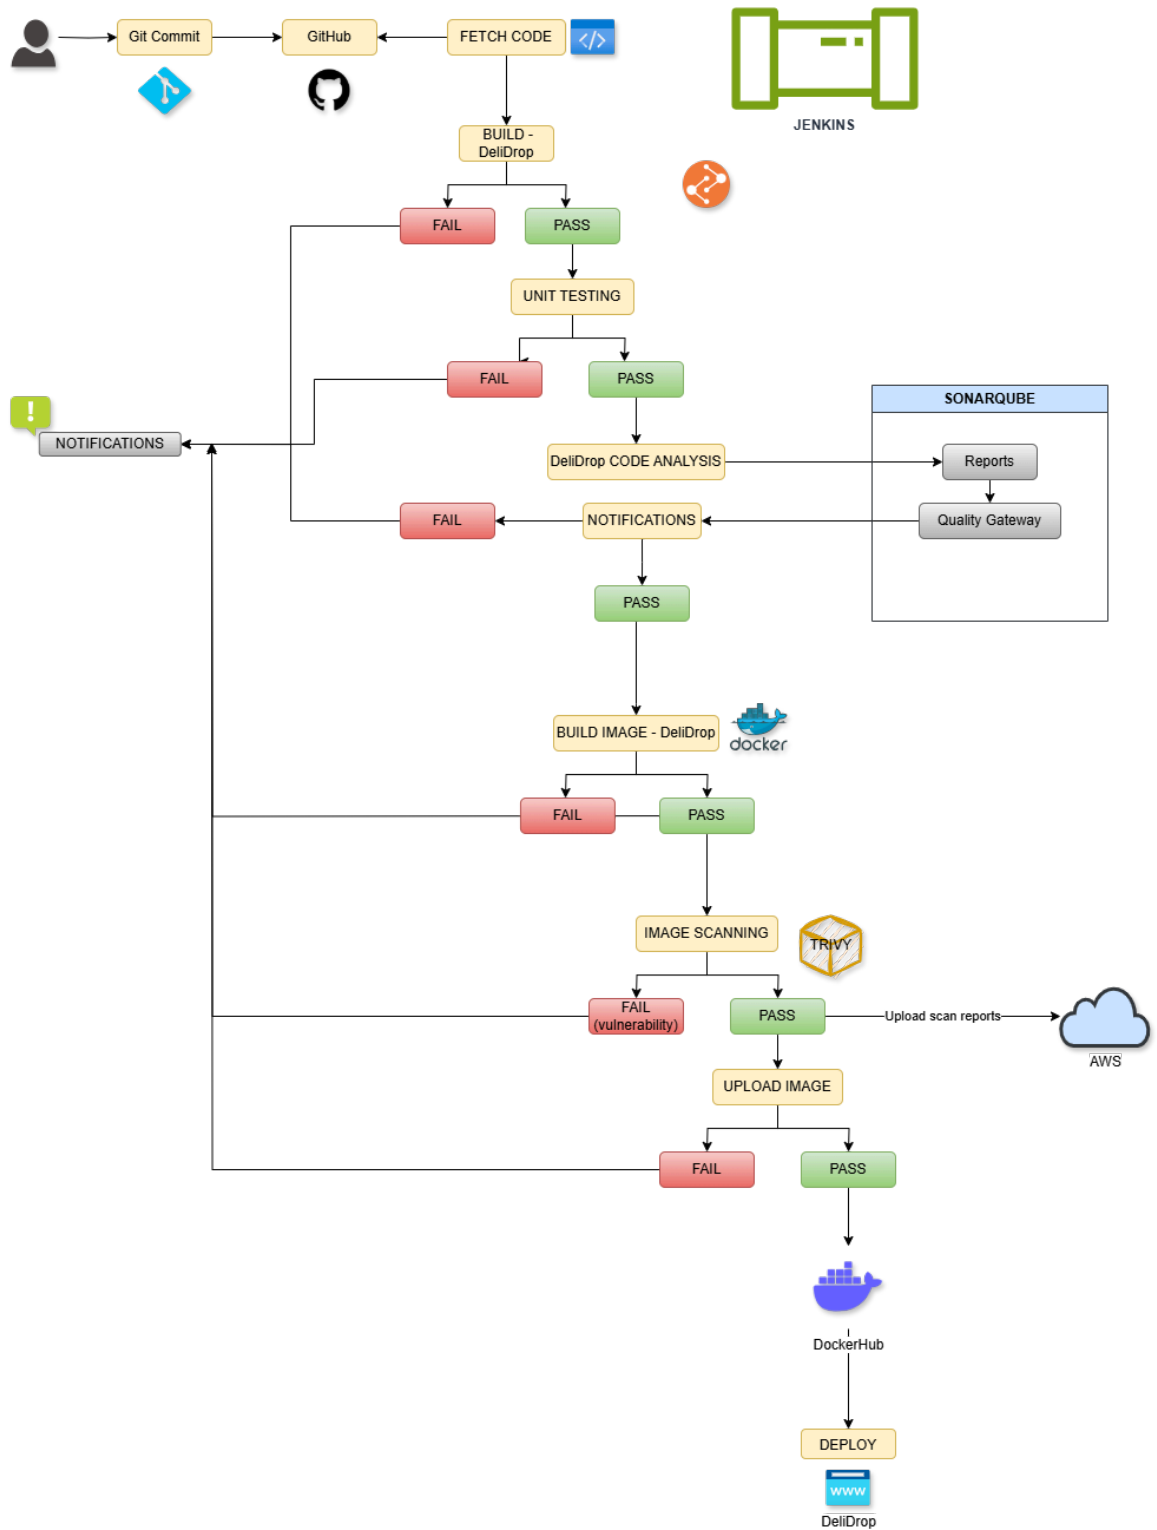 Git Commit
GitHub
FETCH CODE
</>
JENKINS
BUILD -
DeliDrop
FAIL
PASS
UNIT TESTING
FAIL
PASS
!
NOTIFICATIONS
SONARQUBE
DeliDrop CODE ANALYSIS
Reports
FAIL
NOTIFICATIONS
Quality Gateway
PASS
BUILD IMAGE - DeliDrop
docker
FAIL
PASS
IMAGE SCANNING
TRIVY
FAIL
(vulnerability)
PASS
Upload scan reports
AWS
UPLOAD IMAGE
FAIL
PASS
DockerHub
DEPLOY
WWW
DeliDrop